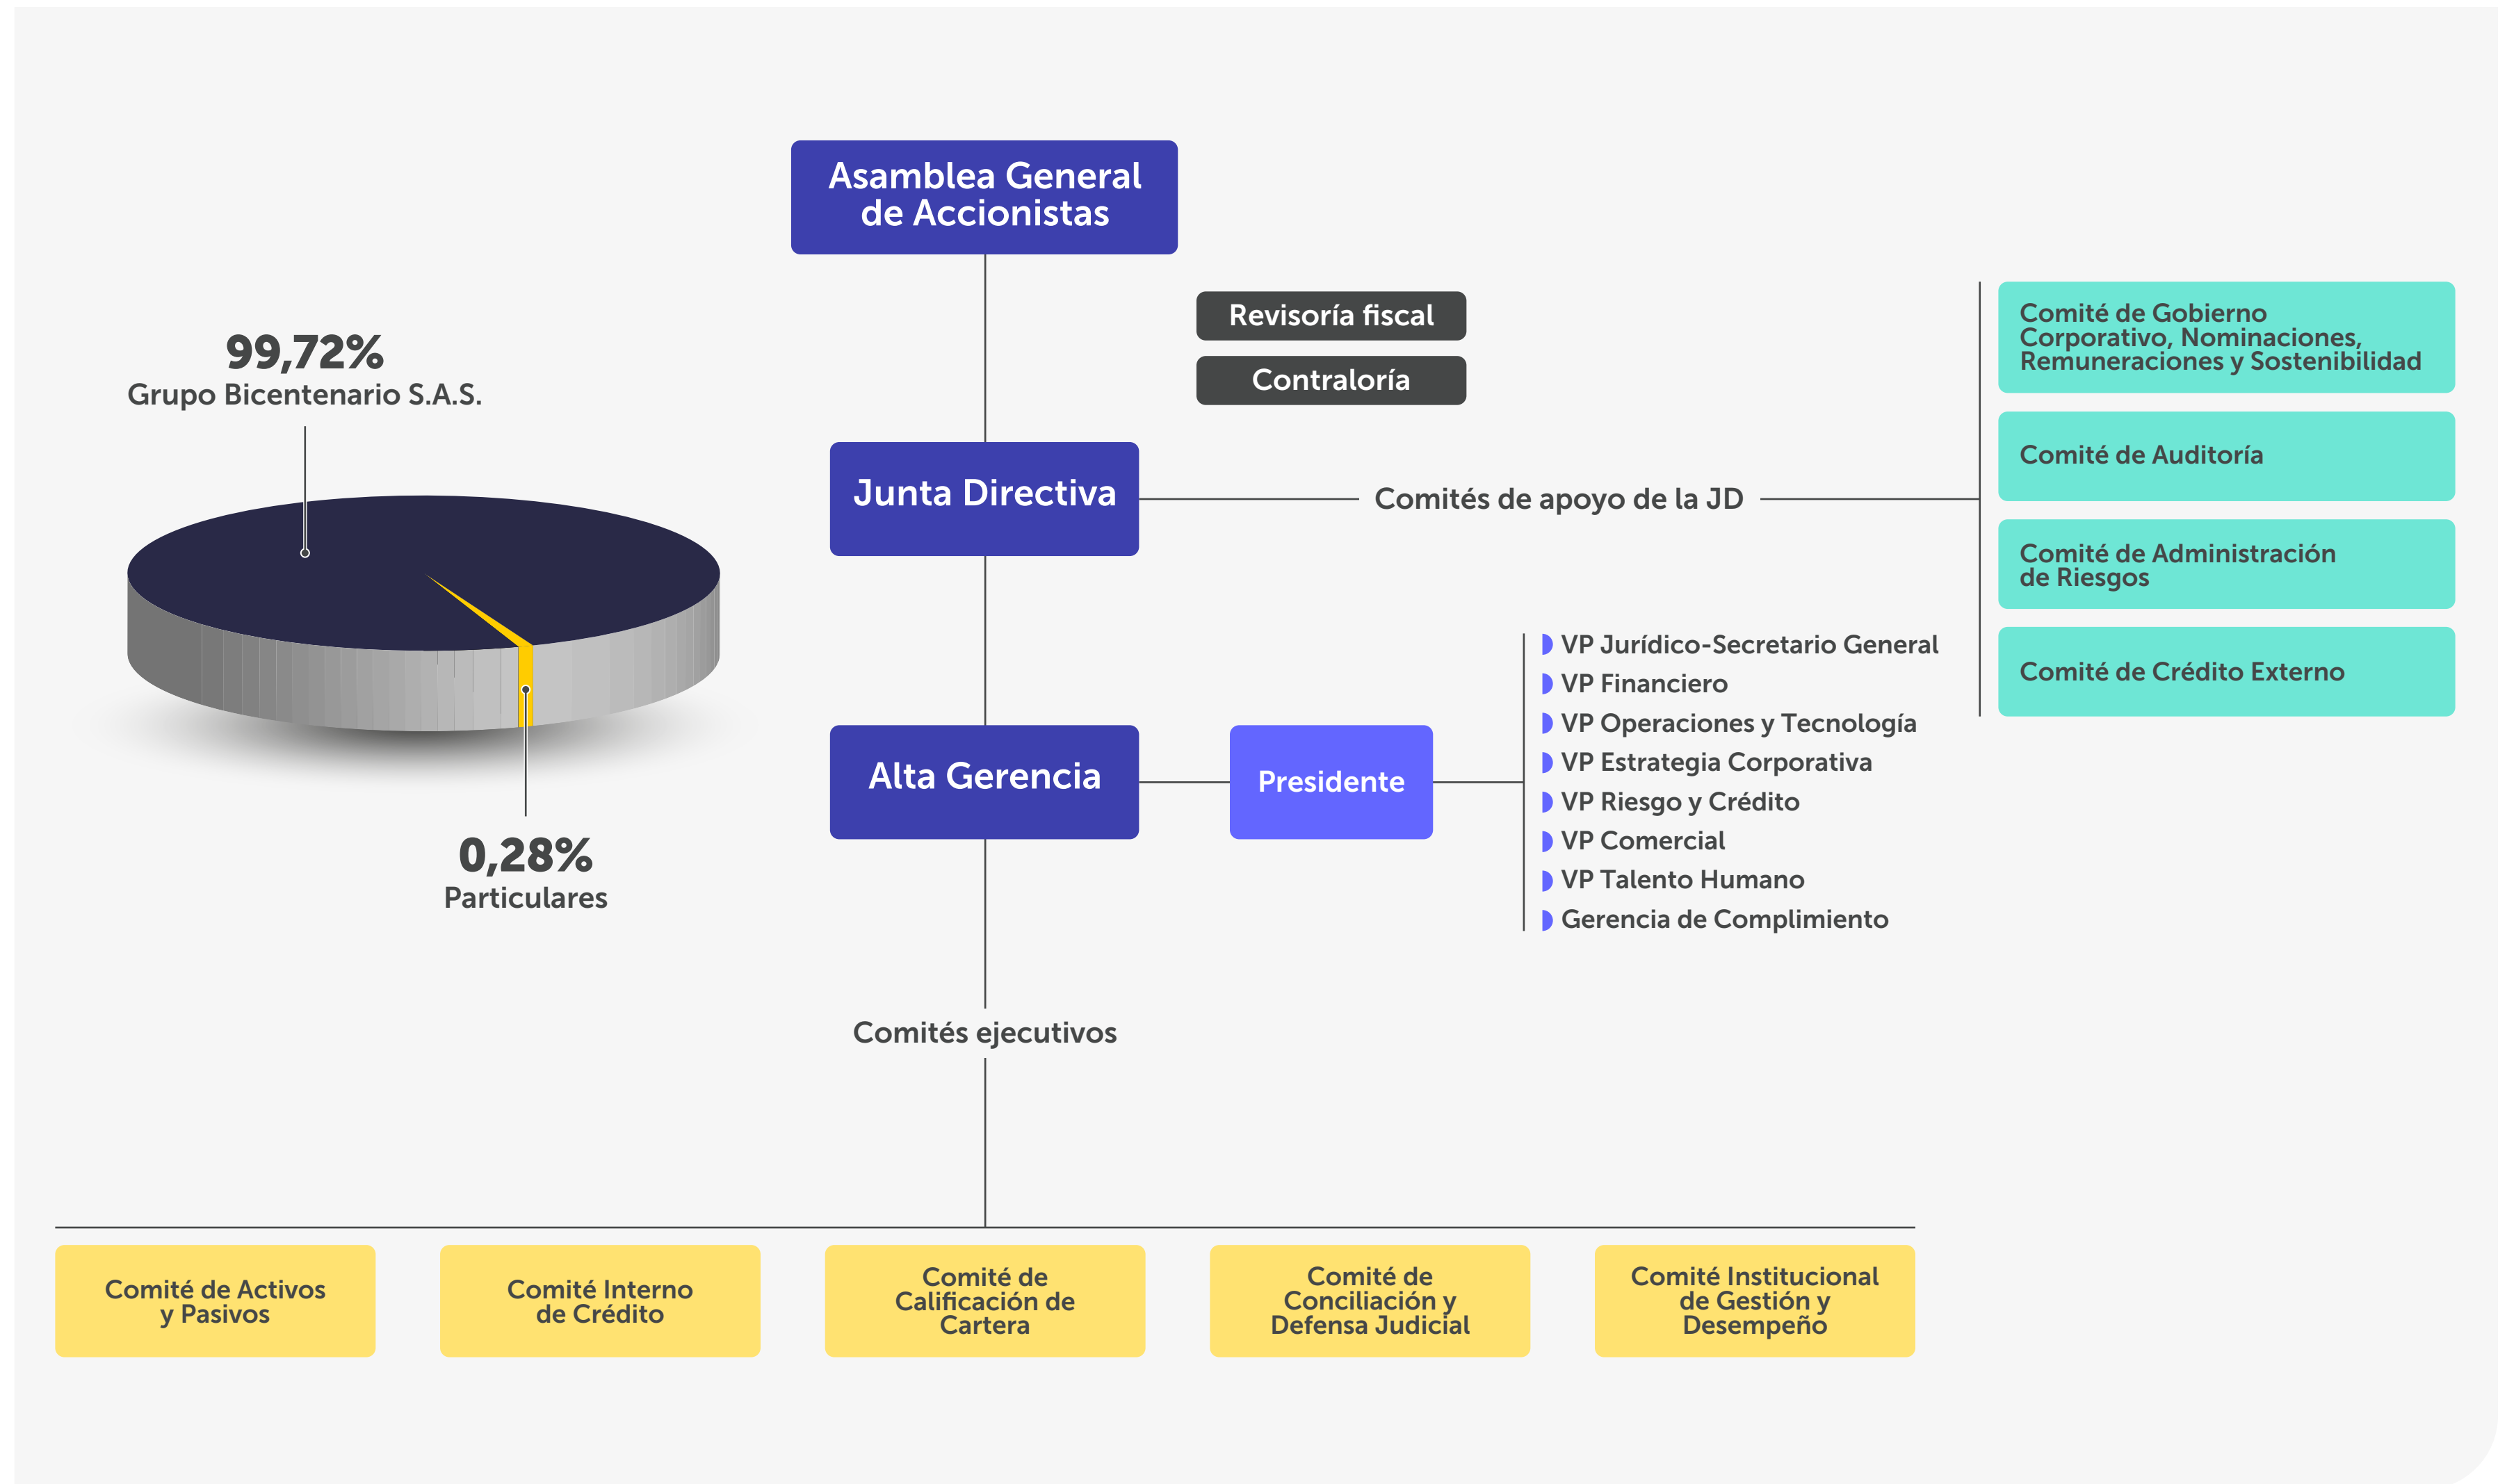 Asamblea General
de Accionistas
Revisoría fiscal
Contraloría
99,72%
Grupo Bicentenario S.A.S.
0,28%
Particulares
Junta Directiva
Comités de apoyo de la JD
Comité de Gobierno
Corporativo, Nominaciones,
Remuneraciones y Sostenibilidad
Comité de Auditoría
Comité de Administración
de Riesgos
Comité de Crédito Externo
Alta Gerencia
Presidente
VP Jurídico-Secretario General
VP Financiero
VP Operaciones y Tecnología
VP Estrategia Corporativa
VP Riesgo y Crédito
VP Comercial
VP Talento Humano
Gerencia de Complimiento
Comités ejecutivos
Comité de Activos
y Pasivos
Comité Interno
de Crédito
Comité de
Calificación de
Cartera
Comité de
Conciliación y
Defensa Judicial
Comité Institucional
de Gestión y
Desempeño